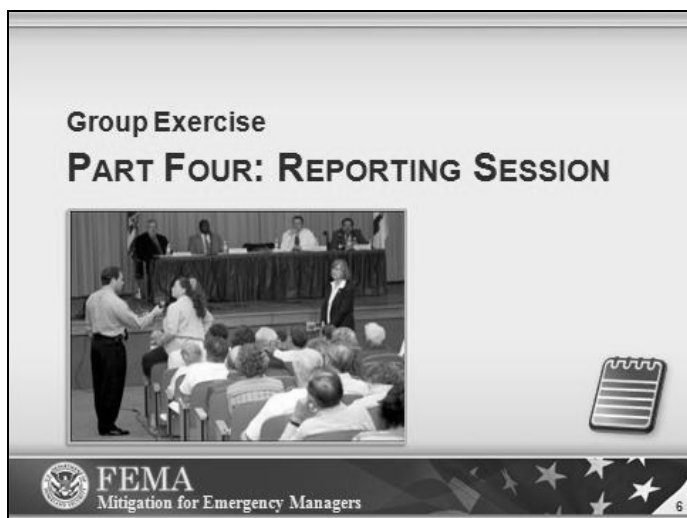 Group Exercise
PART FOUR: REPORTING SESSION
FEMA
Mitigation for Emergency Managers
6